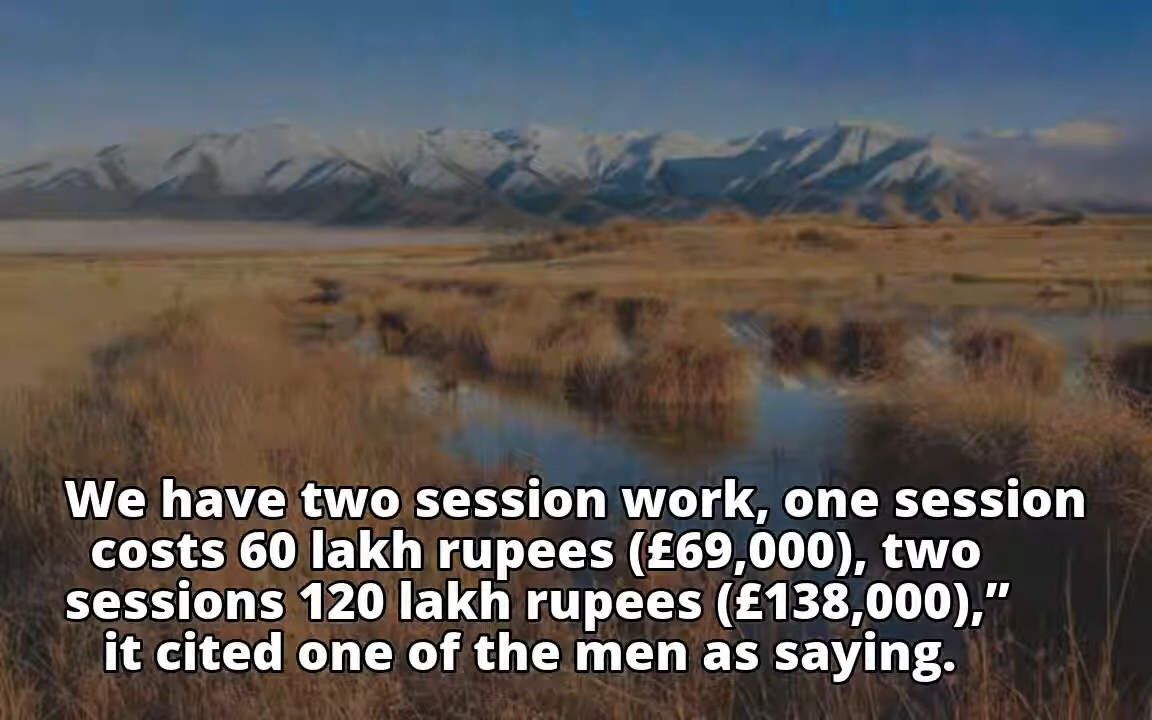 We have two session work, one session
costs 60 lakh rupees (£69,000), two
sessions 120 lakh rupees (£138,000),”
it cited one of the men as saying.